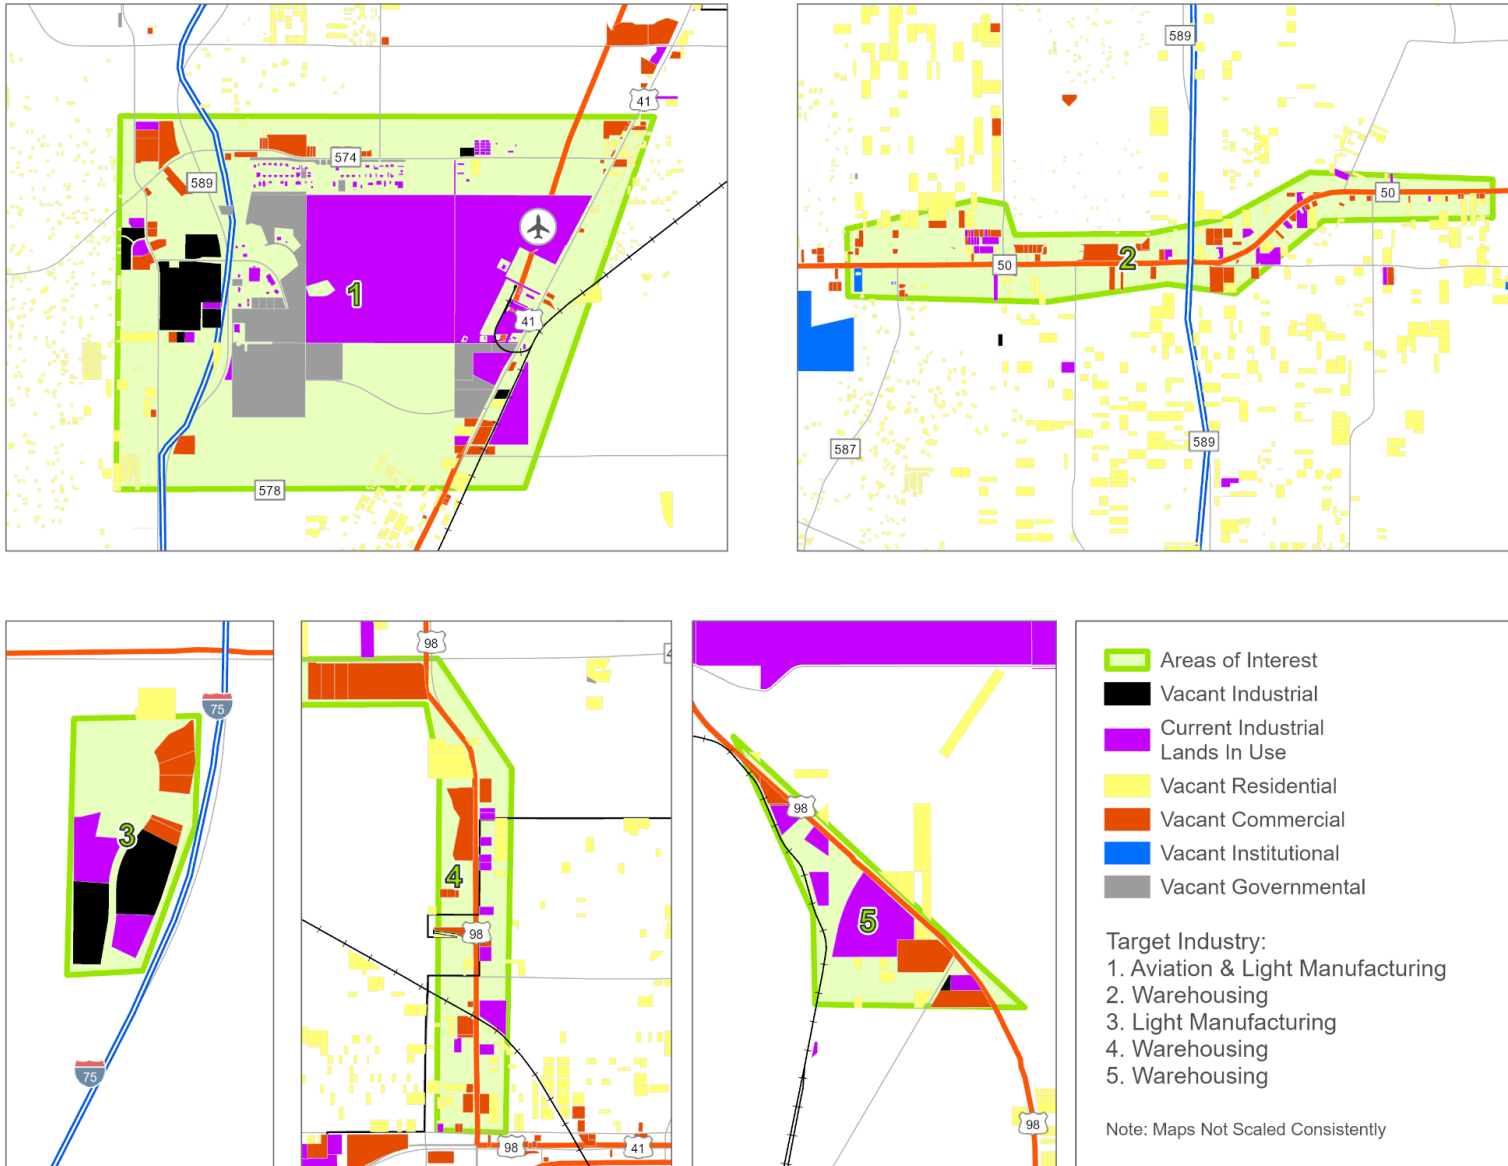 41
574
589
1
41
578
589
50
2
50
587
589
75
3
75
98
4
98
98
41
4
98
5
98
Areas of Interest
Vacant Industrial
Current Industrial
Lands In Use
Vacant Residential
Vacant Commercial
Vacant Institutional
Vacant Governmental
Target Industry:
1. Aviation & Light Manufacturing
2. Warehousing
3. Light Manufacturing
4. Warehousing
5. Warehousing
Note: Maps Not Scaled Consistently